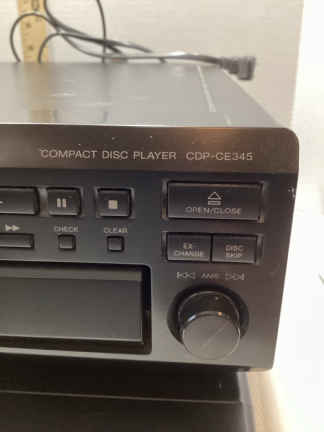 COMPACT DISC PLAYER CDP-CE345
OPEN/CLOSE
CHECK CLEAR
EX-
CHANGE
DISC
SKIP
AMS